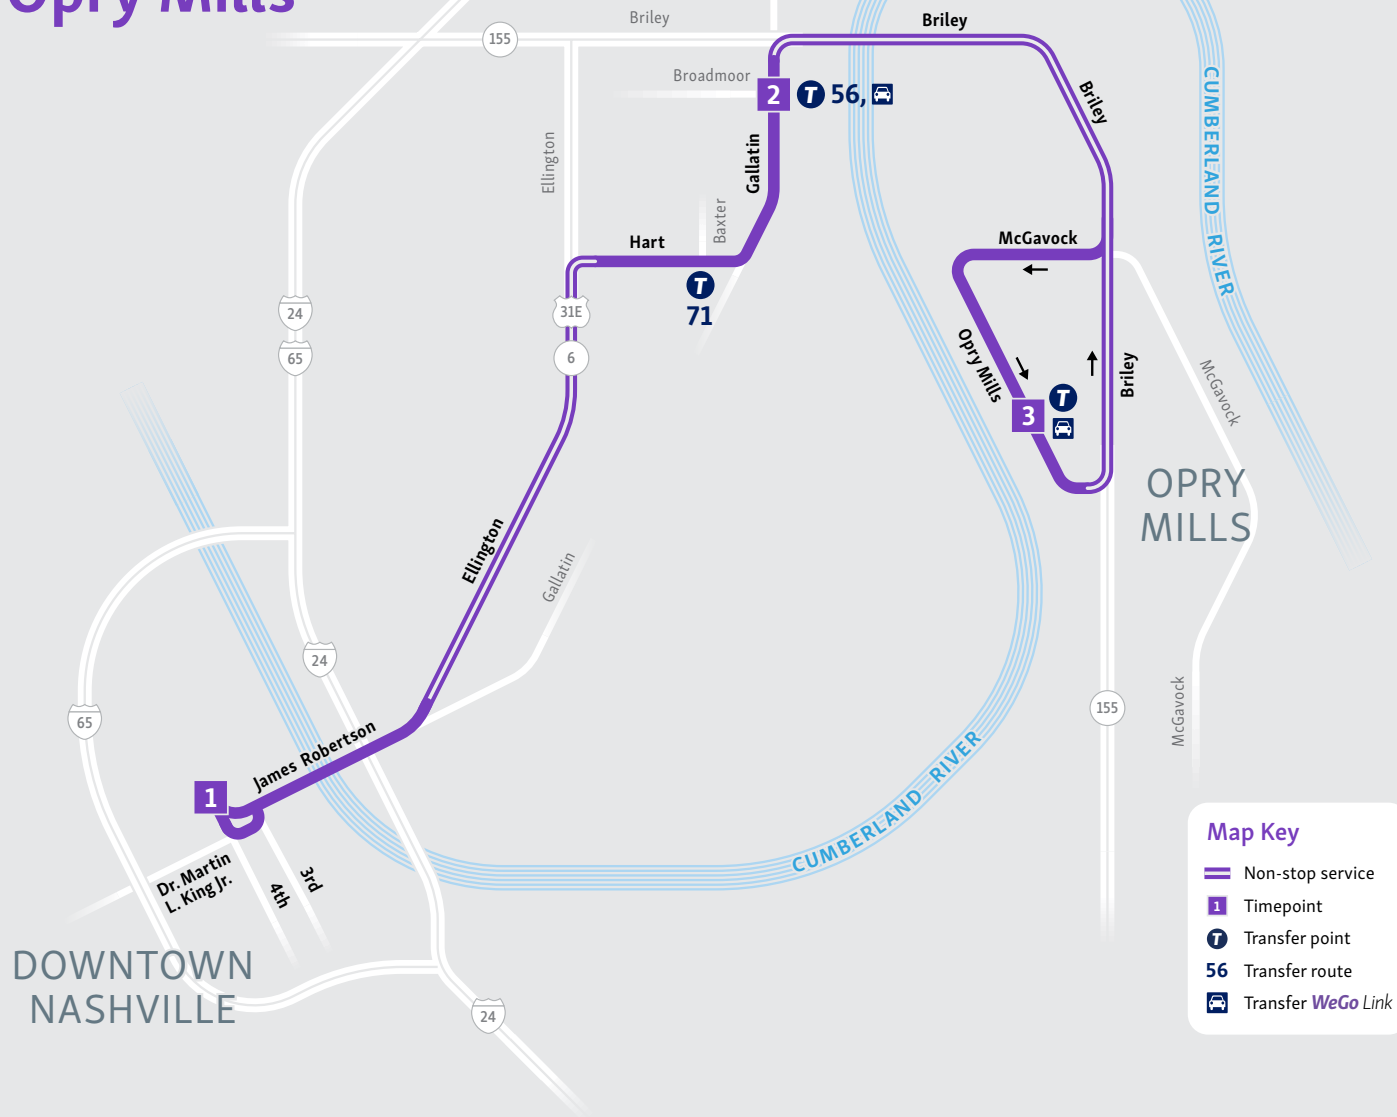 Opry Mills
Briley
155
Briley
Broadmoor
2
T
56,
Briley
CUMBERLAND RIVER
Ellington
Gallatin
Baxter
Hart
McGavock
T
71
24
65
31E
6
Opry Mills
3
T
Briley
McGavock
OPRY
MILLS
Ellington
Gallatin
24
65
155
McGavock
James Robertson
1
CUMBERLAND RIVER
Dr. Martin
L. King Jr.
4th
3rd
DOWNTOWN
NASHVILLE
24
Map Key
Non-stop service
1 Timepoint
T Transfer point
56 Transfer route
Transfer WeGo Link